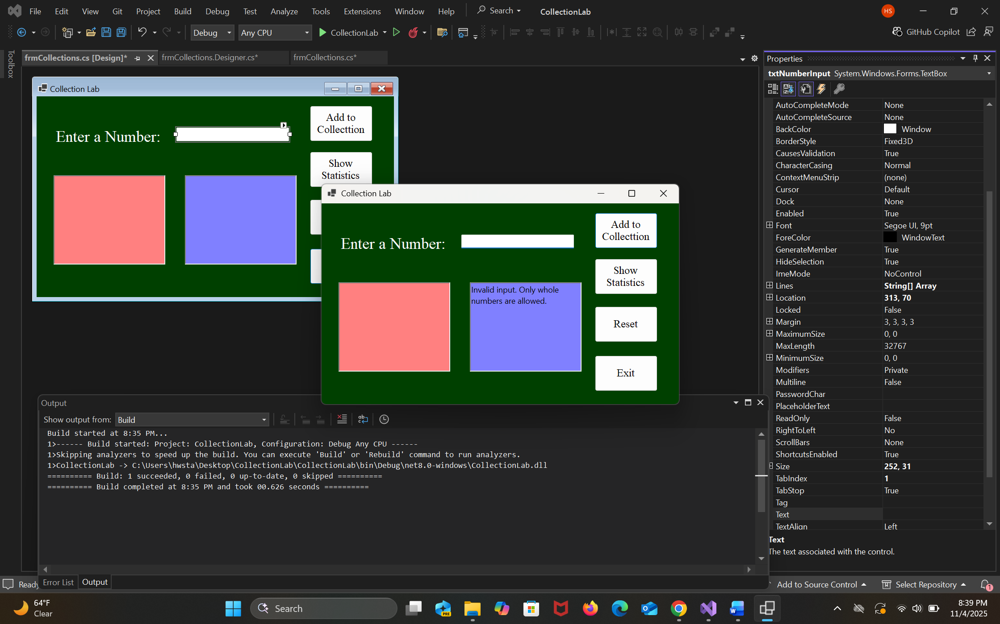 File Edit View Git Project Build Debug Test Analyze Tools Extensions Window Help Search CollectionLab HS
Debug Any CPU CollectionLab GitHub Copilot
Toolbox
frmCollections.cs [Design]* frmCollections.Designer.cs* frmCollections.cs*
Collection Lab
Enter a Number:
Add to
Collecttion
Show
Statistics
Collection Lab
Enter a Number:
Add to
Collecttion
Show
Statistics
Reset
Exit
Invalid input. Only whole
numbers are allowed.
Properties
txtNumberInput System.Windows.Forms.TextBox
AutoCompleteMode None
AutoCompleteSource None
BackColor Window
BorderStyle Fixed3D
CausesValidation True
CharacterCasing Normal
ContextMenuStrip (none)
Cursor Default
Dock None
Enabled True
Font Segoe UI, 9pt
ForeColor WindowText
GenerateMember True
HideSelection True
ImeMode NoControl
Lines String[] Array
Location 313, 70
Locked False
Margin 3, 3, 3, 3
MaximumSize 0, 0
MaxLength 32767
MinimumSize 0, 0
Modifiers Private
Multiline False
PasswordChar
PlaceholderText
ReadOnly False
RightToLeft No
ScrollBars None
ShortcutsEnabled True
Size 252, 31
TabIndex 1
TabStop True
Tag
Text
TextAlign Left
Text
The text associated with the control.
Output
Show output from: Build
Build started at 8:35 PM...
1>------ Build started: Project: CollectionLab, Configuration: Debug Any CPU ------
1>Skipping analyzers to speed up the build. You can execute 'Build' or 'Rebuild' command to run analyzers.
1>CollectionLab -> C:\Users\hwsta\Desktop\CollectionLab\CollectionLab\bin\Debug\net8.0-windows\CollectionLab.dll
========== Build: 1 succeeded, 0 failed, 0 up-to-date, 0 skipped ==========
========== Build completed at 8:35 PM and took 00.626 seconds ==========
Error List Output
Ready Add to Source Control Select Repository 1
64°F
Clear
Search
PRE
8:39 PM
11/4/2025